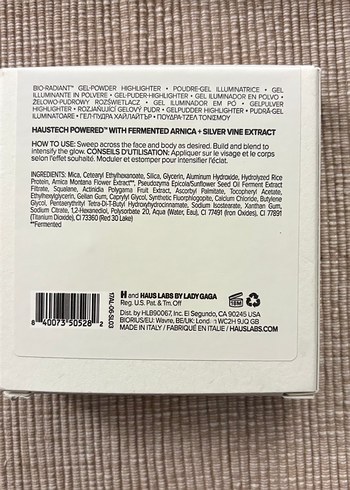 BIO-RADIANT™ GEL-POWDER HIGHLIGHTER • POUDRE-GEL ILLUMINATRICE • GEL
ILLUMINANTE IN POLVERE • GEL-PUDER-HIGHLIGHTER • GEL ILUMINADOR EN POLVO •
ŻELOWO-PUDROWY ROZŚWIETLACZ • GEL ILUMINADOR EM PÓ • GELPULVER
HIGHLIGHTER • ROZJAŚŇUJÍCÍ GELOVÝ PUDR • GELPUDDER HIGHLIGHTER • PUDRĂ-GEL
ILUMINATOARE • ГЕЛ-ПУДРА ХАЙЛАЙТЪР • ΠΟΥΔΡΑ-ΤΖΕΛ ΤΟΝΙΣΜΟΥ
HAUSTECH POWERED™ WITH FERMENTED ARNICA + SILVER VINE EXTRACT
HOW TO USE: Sweep across the face and body as desired. Build and blend to
intensify the glow. CONSEILS D'UTILISATION: Appliquer sur le visage et le corps
selon l'effet souhaité. Moduler et estomper pour intensifier l'éclat.
INGREDIENTS: Mica, Cetearyl Ethylhexanoate, Silica, Glycerin, Aluminum Hydroxide, Hydrolyzed Rice
Protein, Arnica Montana Flower Extract**, Pseudozyma Epicola/Sunflower Seed Oil Ferment Extract
Filtrate, Squalane, Actinidia Polygama Fruit Extract, Ascorbyl Palmitate, Tocopheryl Acetate,
Ethylhexylglycerin, Gellan Gum, Caprylyl Glycol, Synthetic Fluorphlogopite, Calcium Chloride, Butylene
Glycol, Pentaerythrityl Tetra-Di-T-Butyl Hydroxyhydrocinnamate, Sodium Isostearate, Xanthan Gum,
Sodium Citrate, 1,2-Hexanediol, Polysorbate 20, Aqua (Water, Eau), CI 77491 (Iron Oxides), CI 77891
(Titanium Dioxide), CI 73360 (Red 30 Lake)
**Fermented
8 40073 50528 2
H and HAUS LABS BY LADY GAGA
Reg. U.S. Pat. & Tm. Off
18M
Dist. by HLB90067, Inc. El Segundo, CA 90245 USA
BIORIUS/EU: Wavre, BE/UK: London WC2H 9JQ GB
MADE IN ITALY / FABRIQUÉ EN ITALIE / HAUSLABS.COM